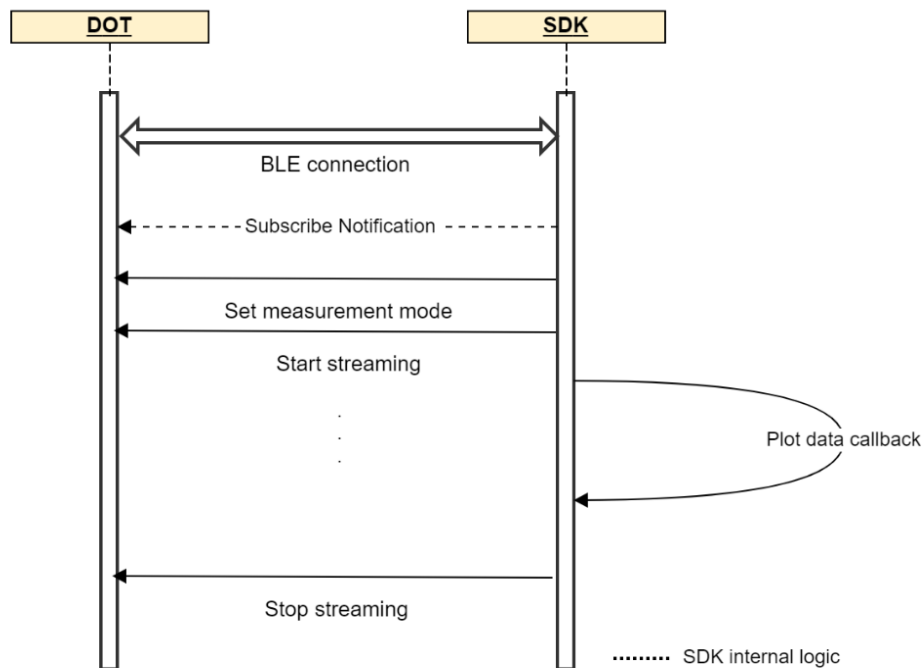 DOT
SDK
BLE connection
Subscribe Notification
Set measurement mode
Start streaming
Plot data callback
Stop streaming
SDK internal logic